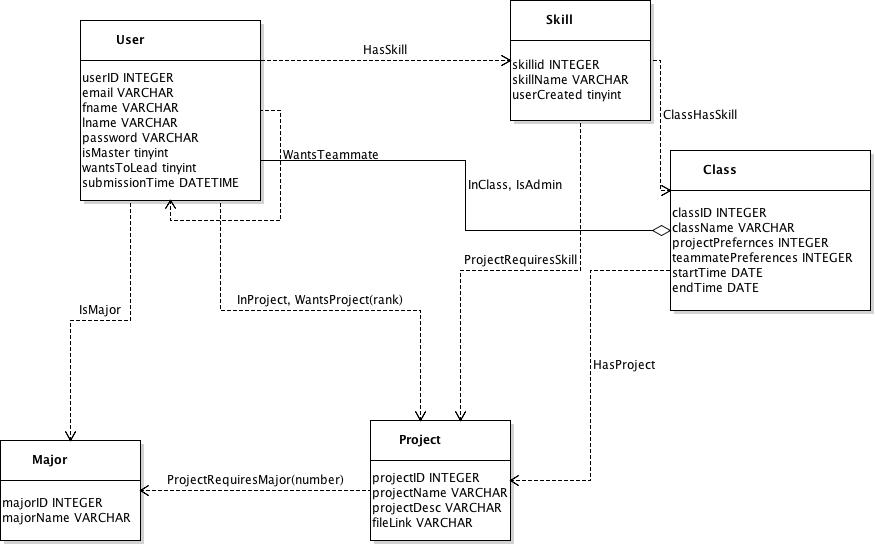 User
userID INTEGER
email VARCHAR
fname VARCHAR
lname VARCHAR
password VARCHAR
isMaster tinyint
wantsToLead tinyint
submissionTime DATETIME
HasSkill
Skill
skillid INTEGER
skillName VARCHAR
userCreated tinyint
ClassHasSkill
WantsTeammate
InClass, IsAdmin
Class
classID INTEGER
className VARCHAR
projectPrefernces INTEGER
teammatePreferences INTEGER
startTime DATE
endTime DATE
ProjectRequiresSkill
InProject, WantsProject(rank)
IsMajor
HasProject
Major
majorID INTEGER
majorName VARCHAR
ProjectRequiresMajor(number)
Project
projectID INTEGER
projectName VARCHAR
projectDesc VARCHAR
fileLink VARCHAR